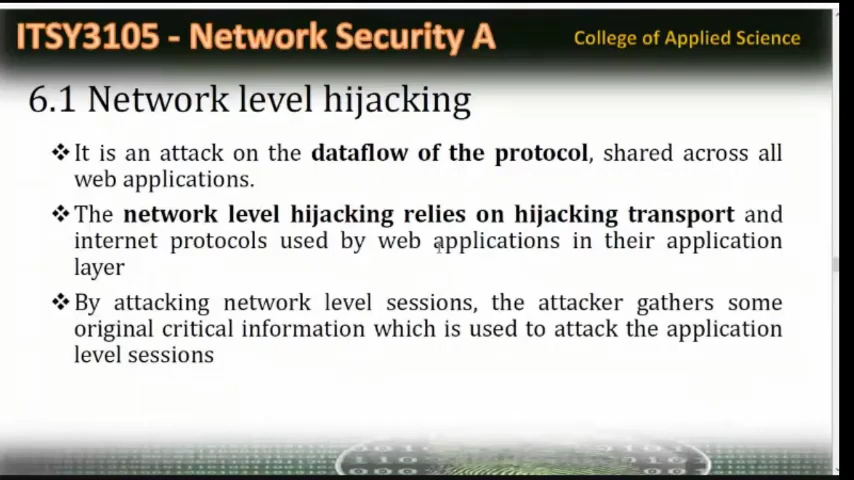 ITSY3105 - Network Security A
College of Applied Science
6.1 Network level hijacking
❖It is an attack on the dataflow of the protocol, shared across all
web applications.
❖The network level hijacking relies on hijacking transport and
internet protocols used by web applications in their application
layer
❖By attacking network level sessions, the attacker gathers some
original critical information which is used to attack the application
level sessions